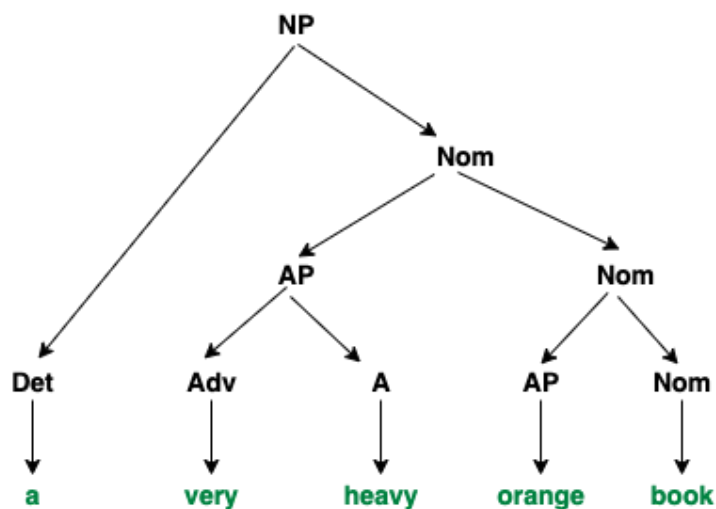 NP
Nom
AP Nom
Det Adv A AP Nom
a very heavy orange book